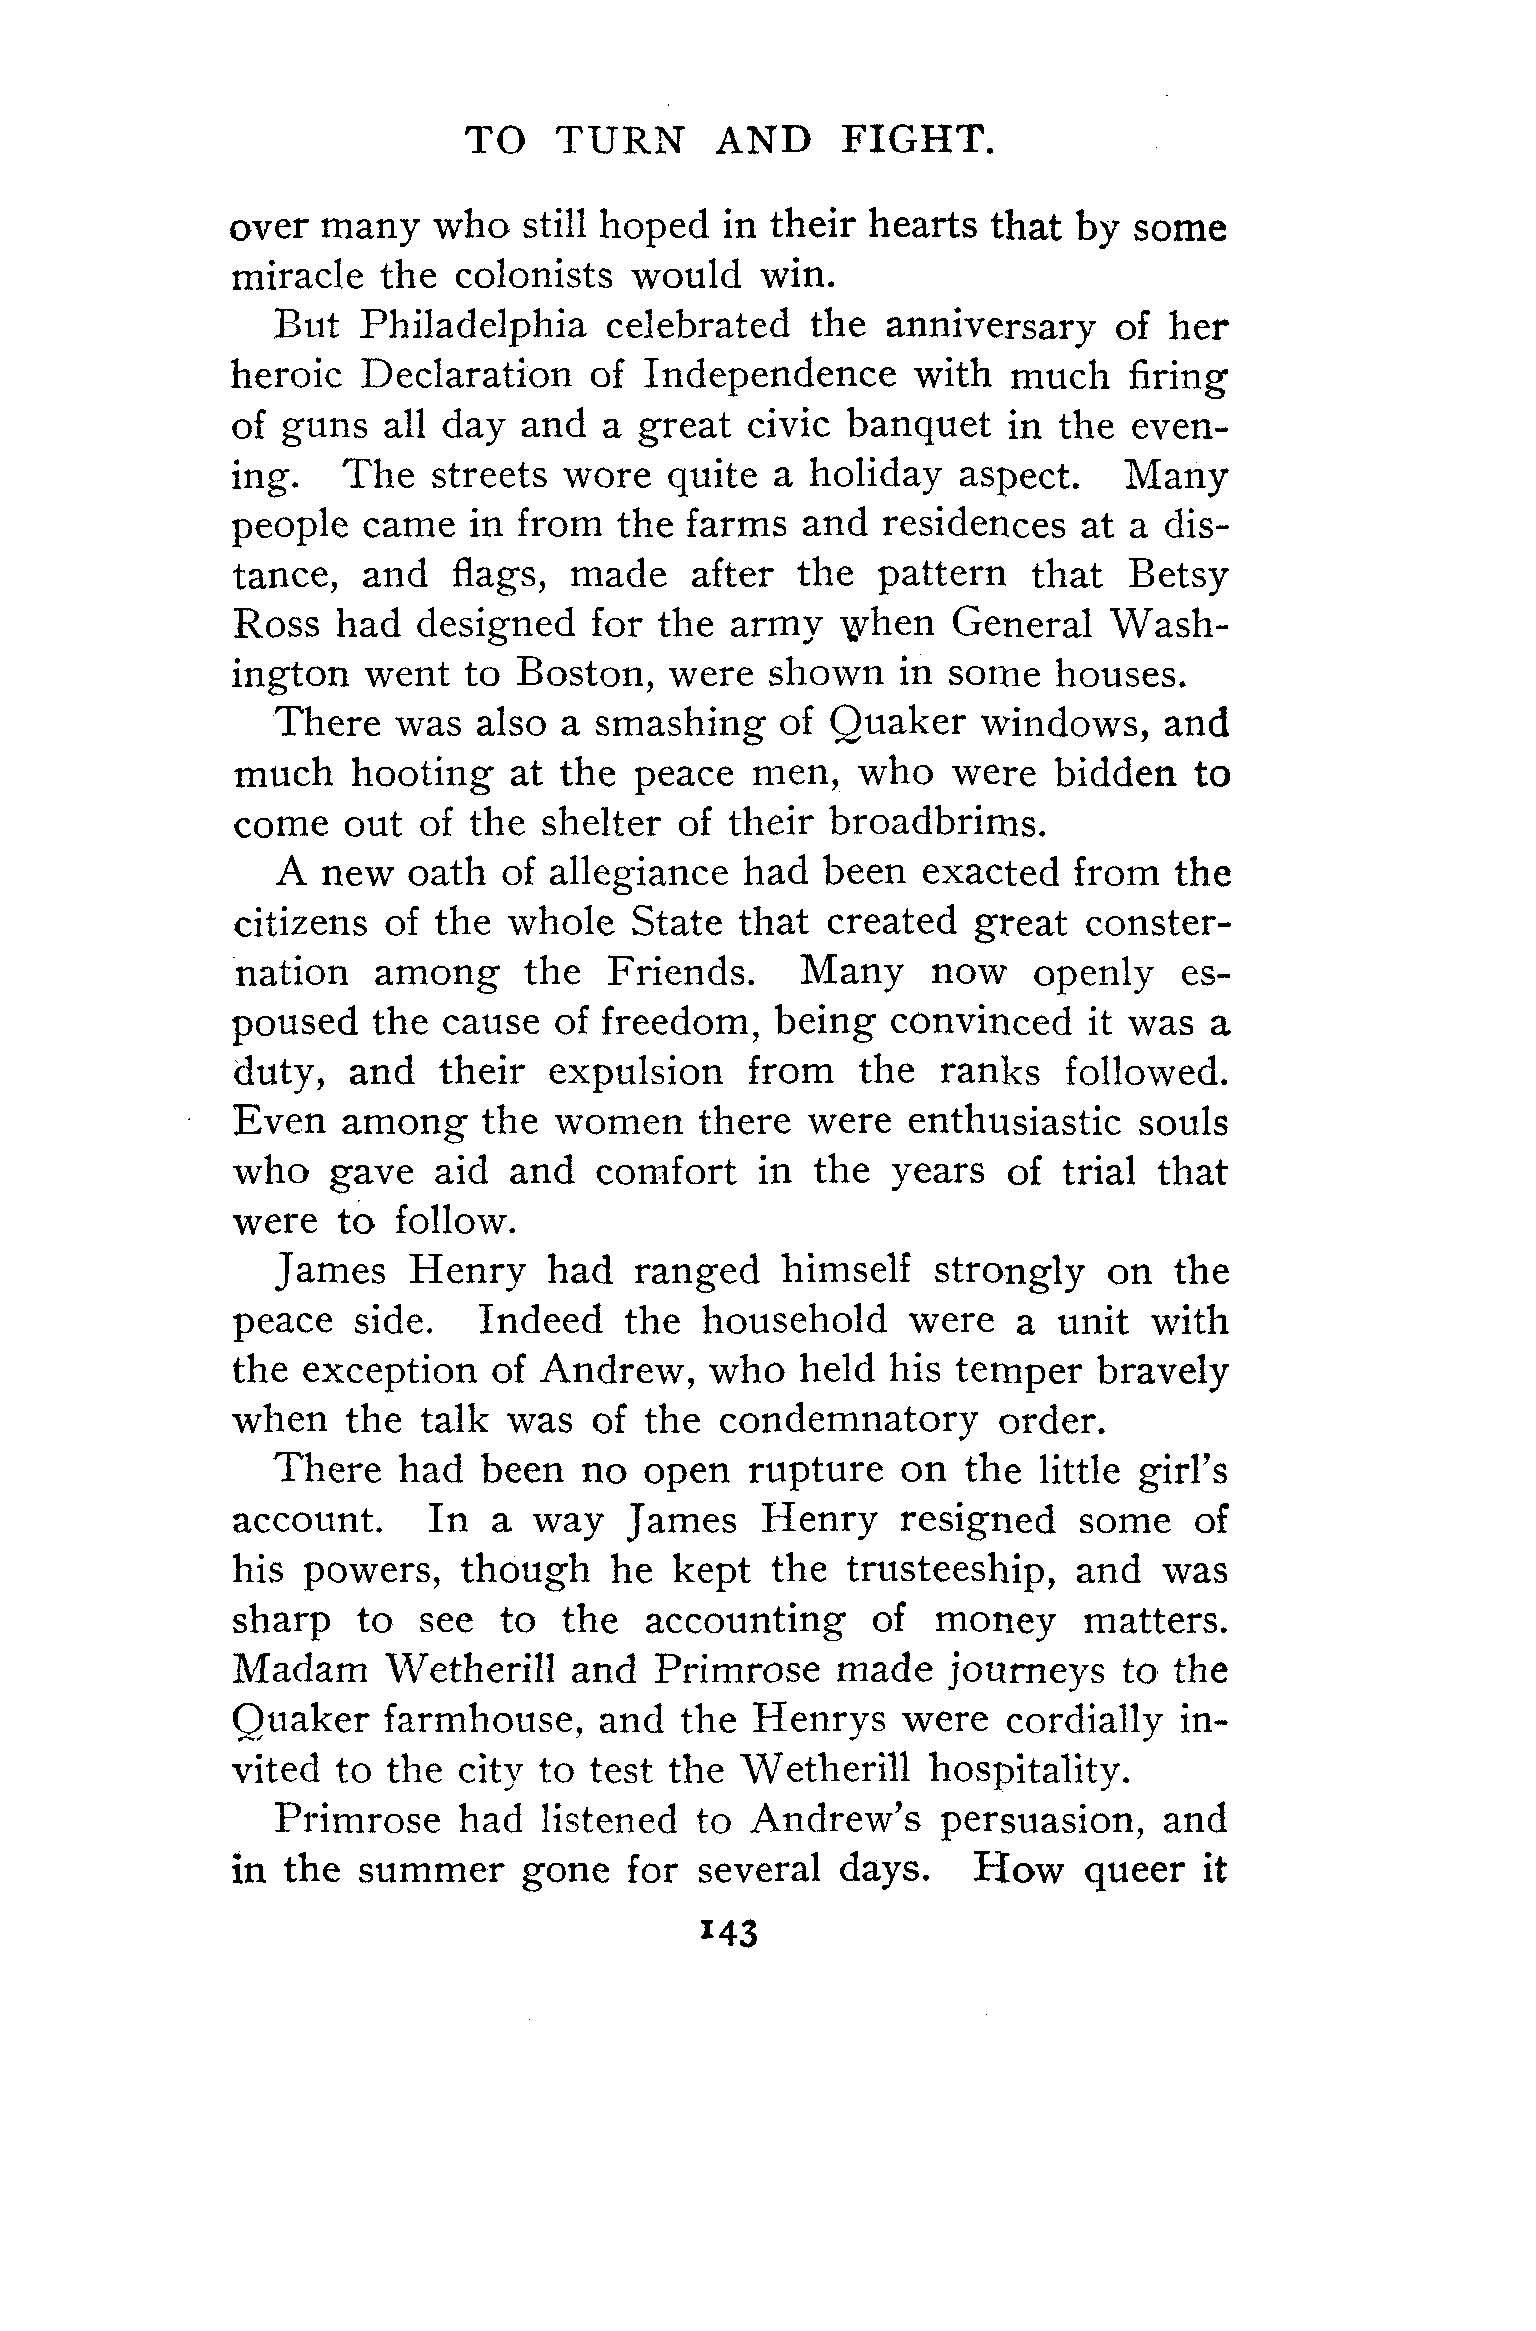 TO TURN AND FIGHT.
over many who still hoped in their hearts that by some
miracle the colonists would win.
But Philadelphia celebrated the anniversary of her
heroic Declaration of Independence with much firing
of guns all day and a great civic banquet in the even-
ing. The streets wore quite a holiday aspect. Many
people came in from the farms and residences at a dis-
tance, and flags, made after the pattern that Betsy
Ross had designed for the army when General Wash-
ington went to Boston, were shown in some houses.
There was also a smashing of Quaker windows, and
much hooting at the peace men, who were bidden to
come out of the shelter of their broadbrims.
A new oath of allegiance had been exacted from the
citizens of the whole State that created great conster-
nation among the Friends. Many now openly es-
poused the cause of freedom, being convinced it was a
duty, and their expulsion from the ranks followed.
Even among the women there were enthusiastic souls
who gave aid and comfort in the years of trial that
were to follow.
James Henry had ranged himself strongly on the
peace side. Indeed the household were a unit with
the exception of Andrew, who held his temper bravely
when the talk was of the condemnatory order.
There had been no open rupture on the little girl's
account. In a way James Henry resigned some of
his powers, though he kept the trusteeship, and was
sharp to see to the accounting of money matters.
Madam Wetherill and Primrose made journeys to the
Quaker farmhouse, and the Henrys were cordially in-
vited to the city to test the Wetherill hospitality.
Primrose had listened to Andrew's persuasion, and
in the summer gone for several days. How queer it
143